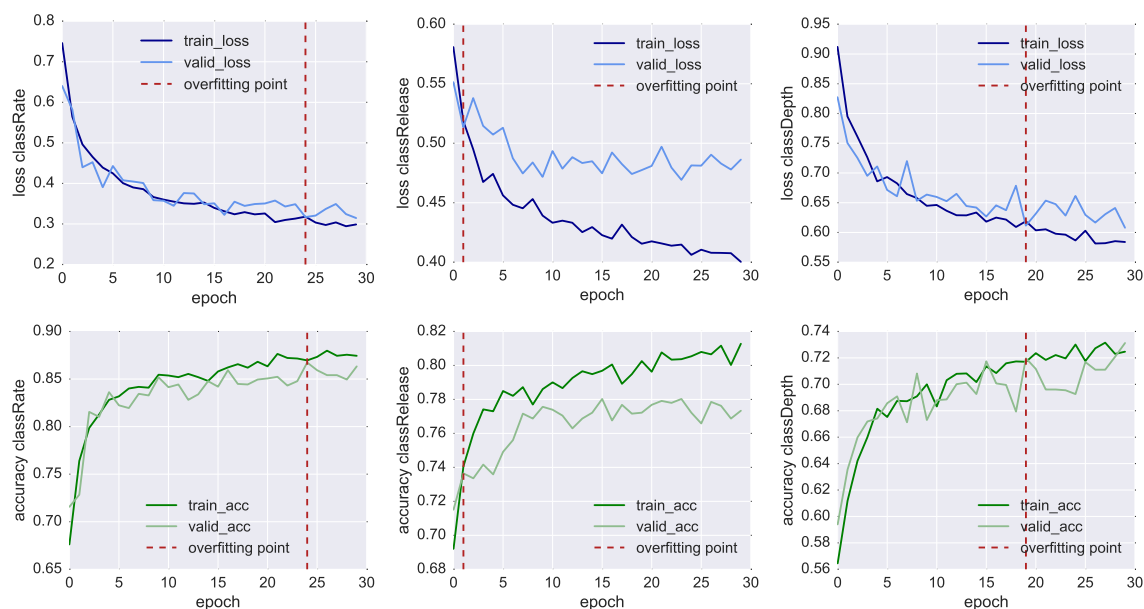 loss classRate
0.8
0.7
0.6
0.5
0.4
0.3
0.2
train_loss
valid_loss
overfitting point
0 5 10 15 20 25 30
epoch
loss classRelease
0.60
0.55
0.50
0.45
0.40
train_loss
valid_loss
overfitting point
0 5 10 15 20 25 30
epoch
loss classDepth
0.95
0.90
0.85
0.80
0.75
0.70
0.65
0.60
0.55
train_loss
valid_loss
overfitting point
0 5 10 15 20 25 30
epoch
accuracy classRate
0.90
0.85
0.80
0.75
0.70
0.65
train_acc
valid_acc
overfitting point
0 5 10 15 20 25 30
epoch
accuracy classRelease
0.82
0.80
0.78
0.76
0.74
0.72
0.70
0.68
train_acc
valid_acc
overfitting point
0 5 10 15 20 25 30
epoch
accuracy classDepth
0.74
0.72
0.70
0.68
0.66
0.64
0.62
0.60
0.58
0.56
train_acc
valid_acc
overfitting point
0 5 10 15 20 25 30
epoch